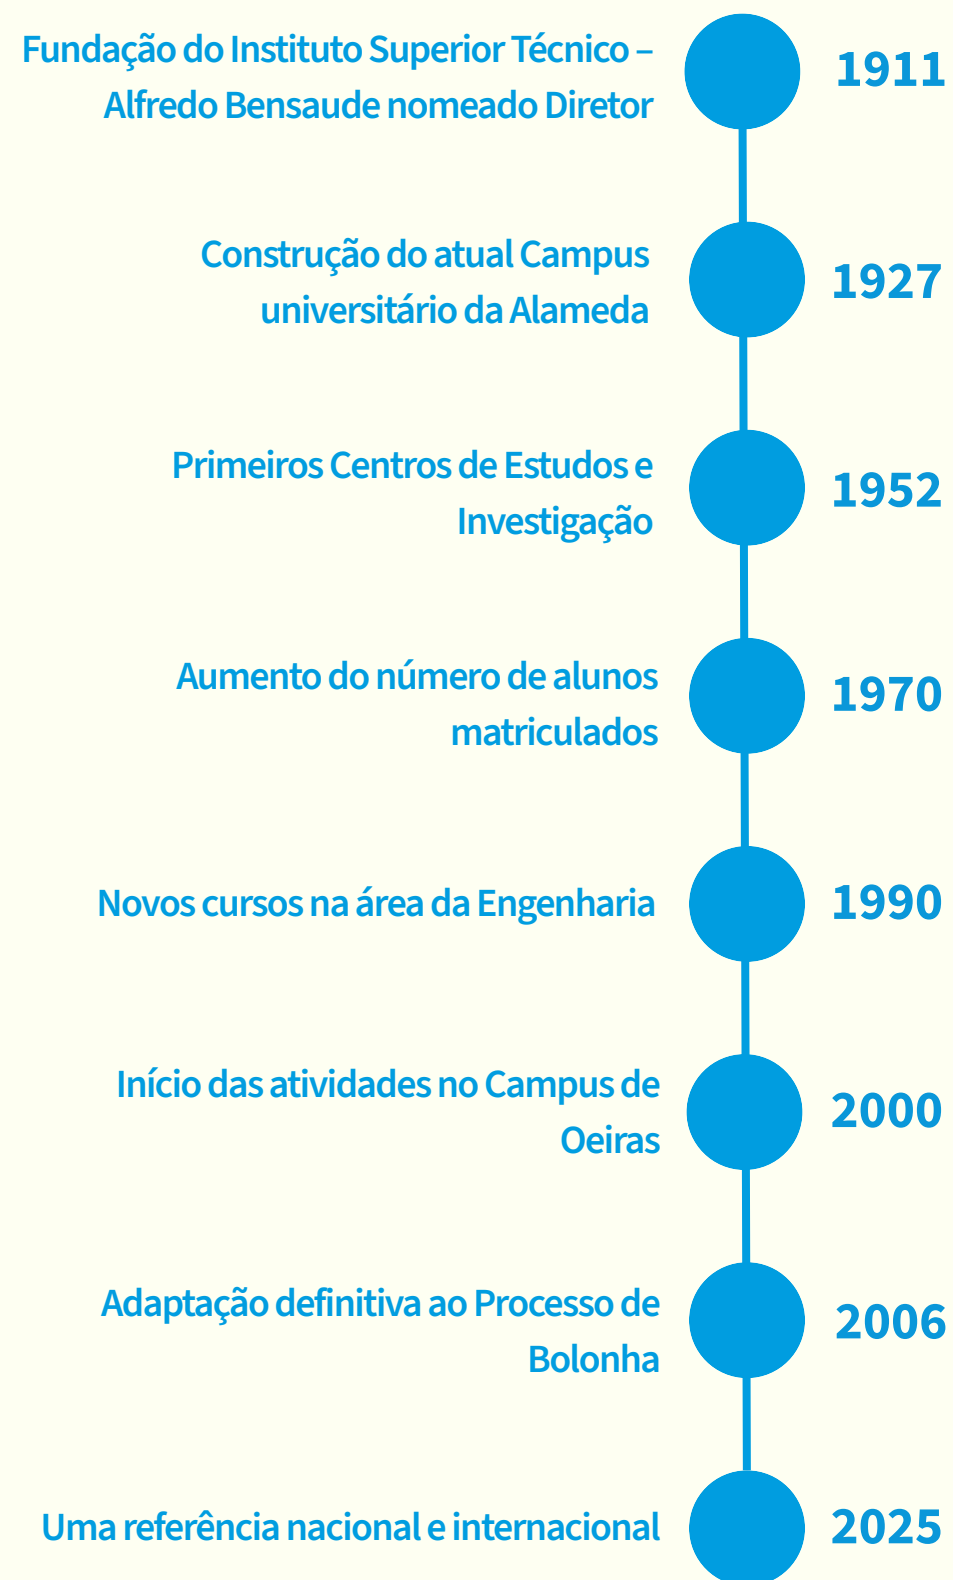 Fundação do Instituto Superior Técnico –
Alfredo Bensaude nomeado Diretor
1911
Construção do atual Campus
universitário da Alameda
1927
Primeiros Centros de Estudos e
Investigação
1952
Aumento do número de alunos
matriculados
1970
Novos cursos na área da Engenharia
1990
Início das atividades no Campus de
Oeiras
2000
Adaptação definitiva ao Processo de
Bolonha
2006
Uma referência nacional e internacional
2025